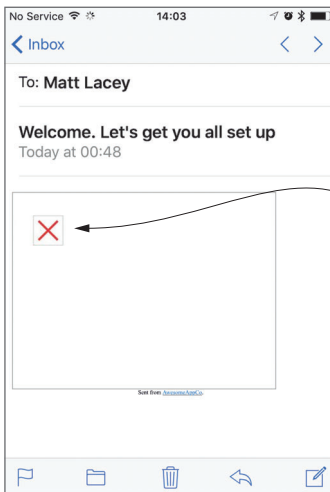 No Service 14:03
Inbox
To: Matt Lacey
Welcome. Let's get you all set up
Today at 00:48
Sent from AwesomeAppCo.